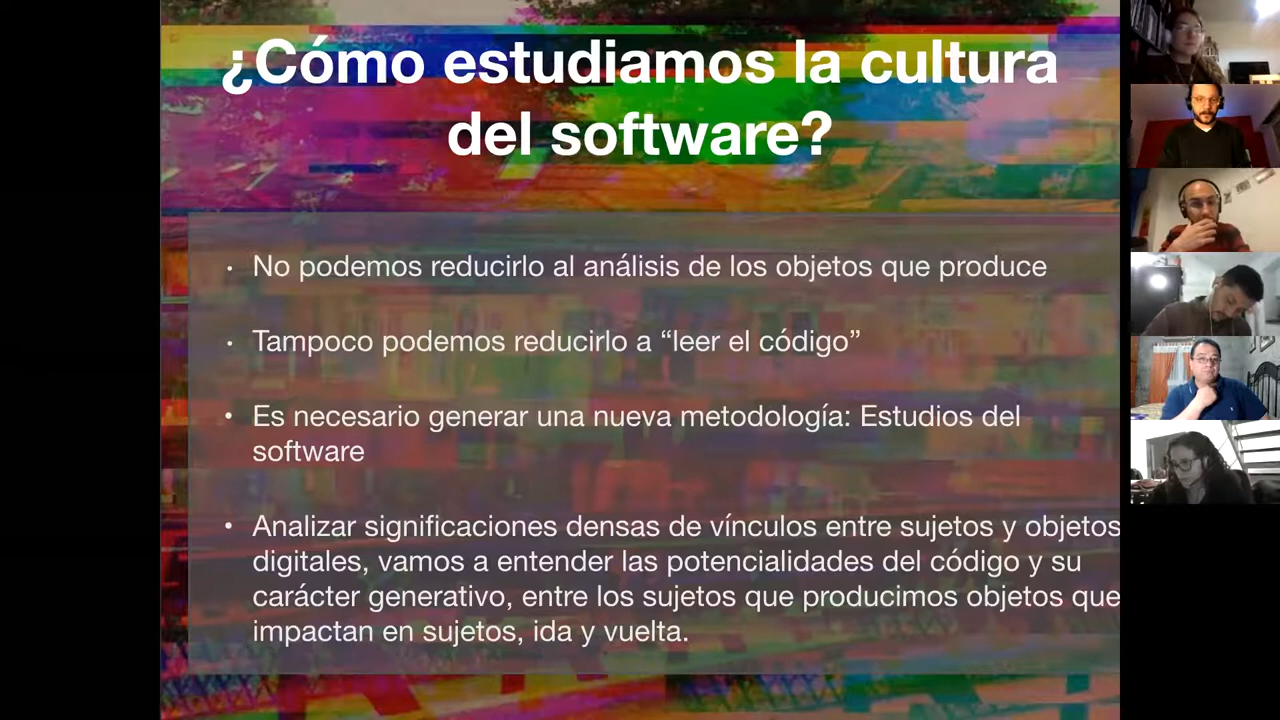 ¿Cómo estudiamos la cultura
del software?
• No podemos reducirlo al análisis de los objetos que produce
• Tampoco podemos reducirlo a “leer el código”
• Es necesario generar una nueva metodología: Estudios del
software
• Analizar significaciones densas de vínculos entre sujetos y objetos
digitales, vamos a entender las potencialidades del código y su
carácter generativo, entre los sujetos que producimos objetos que
impactan en sujetos, ida y vuelta.